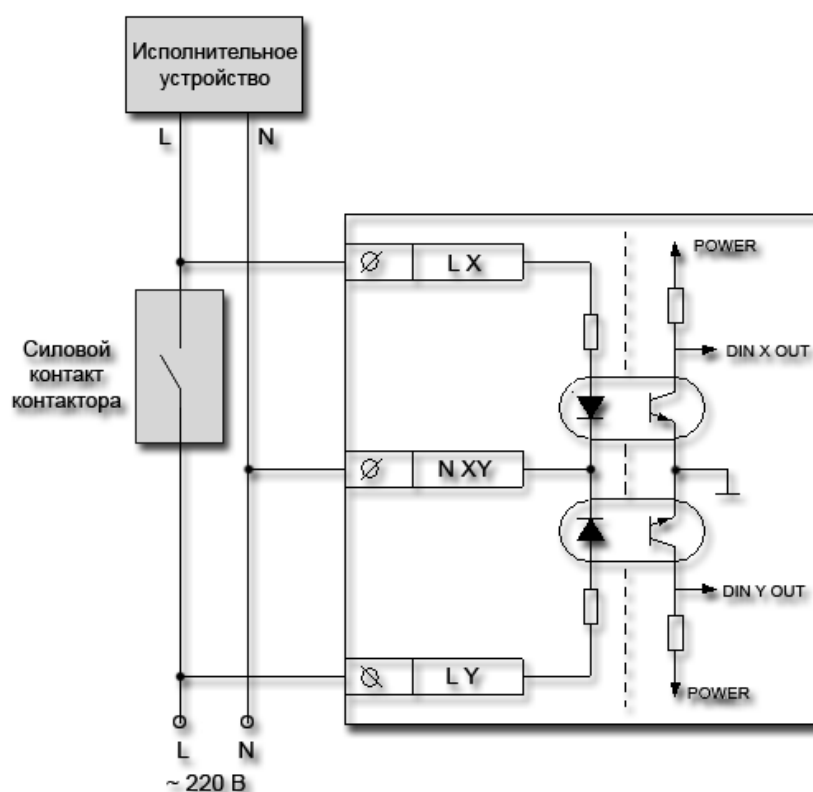 Исполнительное
устройство
L
N
L X
POWER
DIN X OUT
Силовой
контакт
контактора
N XY
DIN Y OUT
L Y
POWER
L
N
~ 220 В